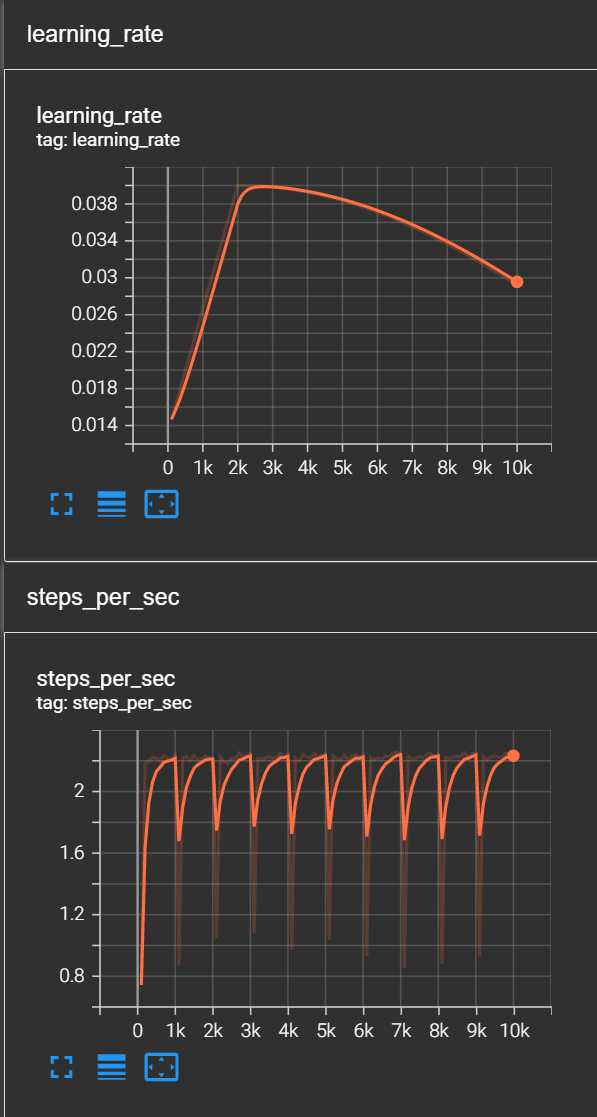 learning_rate
learning_rate
tag: learning_rate
0.038
0.034
0.03
0.026
0.022
0.018
0.014
0 1k 2k 3k 4k 5k 6k 7k 8k 9k 10k
steps_per_sec
steps_per_sec
tag: steps_per_sec
2
1.6
1.2
0.8
0 1k 2k 3k 4k 5k 6k 7k 8k 9k 10k